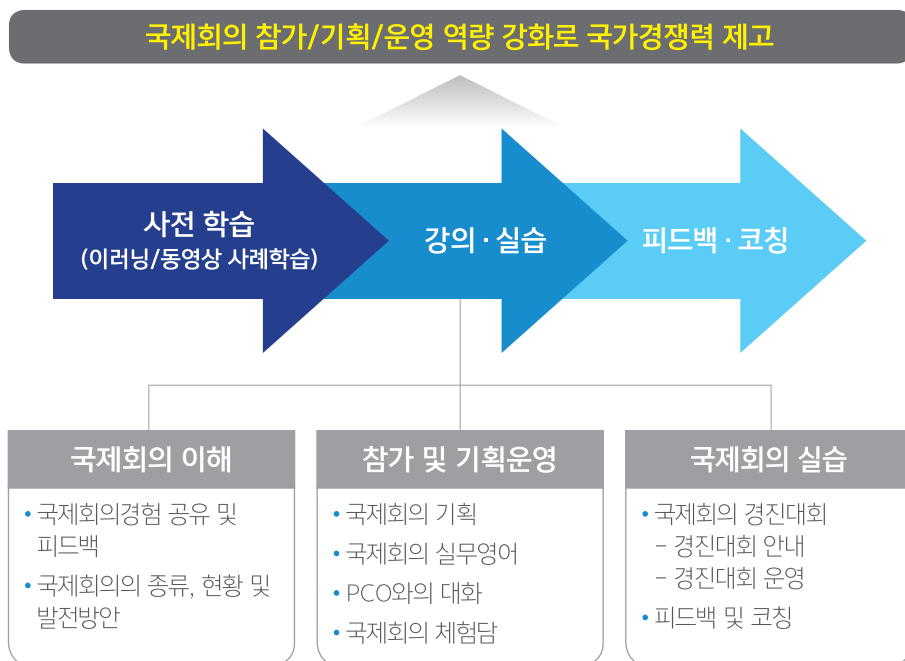 국제회의 참가/기획/운영 역량 강화로 국가경쟁력 제고
사전 학습
(이러닝/동영상 사례학습)
강의 · 실습
피드백 · 코칭
국제회의 이해
• 국제회의경험 공유 및
피드백
• 국제회의의 종류, 현황 및
발전방안
참가 및 기획운영
• 국제회의 기획
• 국제회의 실무영어
• PCO와의 대화
• 국제회의 체험담
국제회의 실습
• 국제회의 경진대회
– 경진대회 안내
– 경진대회 운영
• 피드백 및 코칭